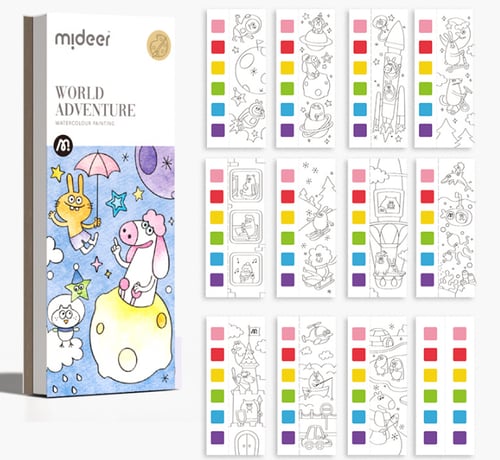 mideer
WORLD
ADVENTURE
WATERCOLOUR PAINTING
M
M